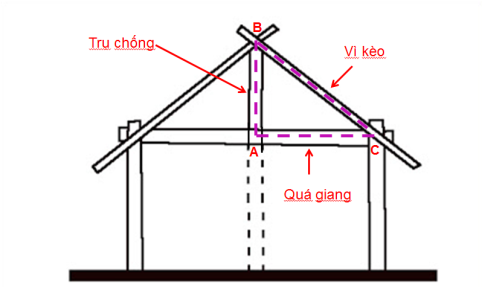 B
Trụ chống
Vì kèo
A
C
Quá giang